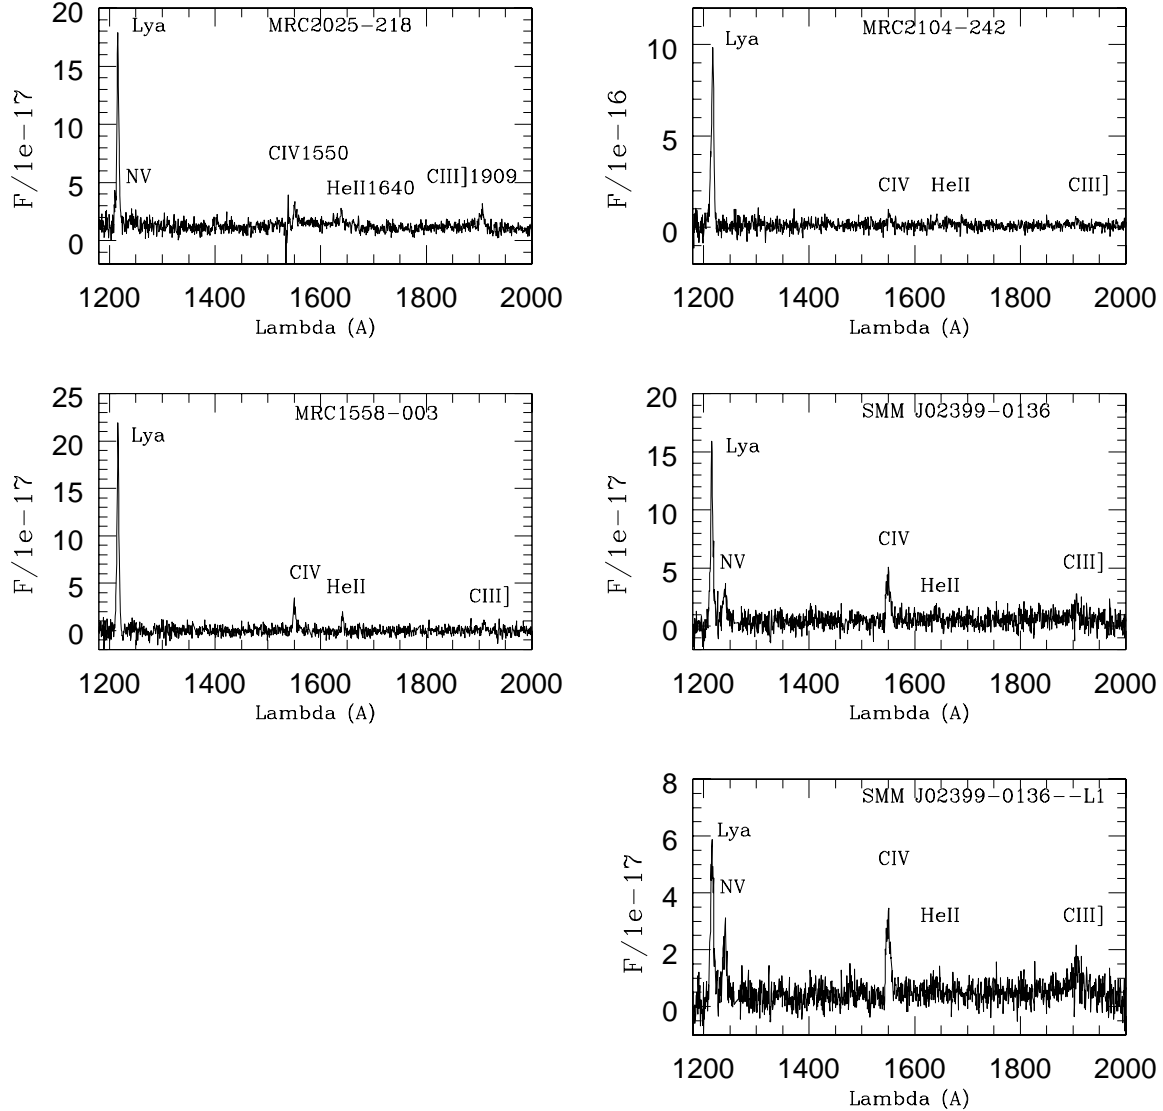 MRC2025-218
Lya
NV
CIV1550
HeII1640
CIII]1909
20
15
10
5
0
F/1e-17
1200 1400 1600 1800 2000
Lambda (A)
MRC2104-242
Lya
CIV
HeII
CIII]
10
5
0
F/1e-16
1200 1400 1600 1800 2000
Lambda (A)
MRC1558-003
Lya
CIV
HeII
CIII]
25
20
15
10
5
0
F/1e-17
1200 1400 1600 1800 2000
Lambda (A)
SMM J02399-0136
Lya
NV
CIV
HeII
CIII]
20
15
10
5
0
F/1e-17
1200 1400 1600 1800 2000
Lambda (A)
SMM J02399-0136--L1
Lya
NV
CIV
HeII
CIII]
8
6
4
2
0
F/1e-17
1200 1400 1600 1800 2000
Lambda (A)